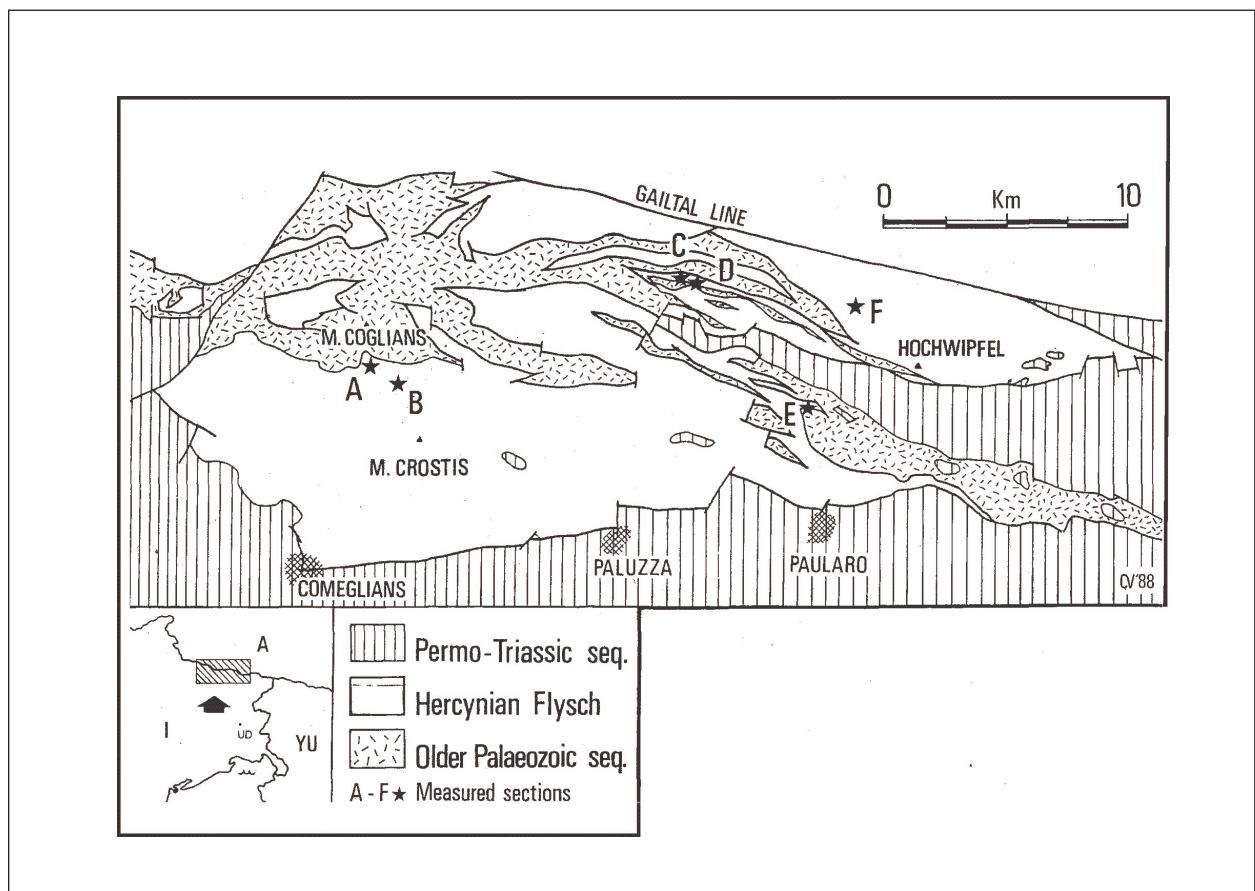 GAILTAL LINE
0 Km 10
C
D
F
M. COGLIANS
HOCHWIPFEL
A
B
E
M. CROSTIS
PALUZZA
PAULARO
COMEGLIANS
QV'88
A
I
UD
YU
Permo-Triassic seq.
Hercynian Flysch
Older Palaeozoic seq.
A - F ★ Measured sections